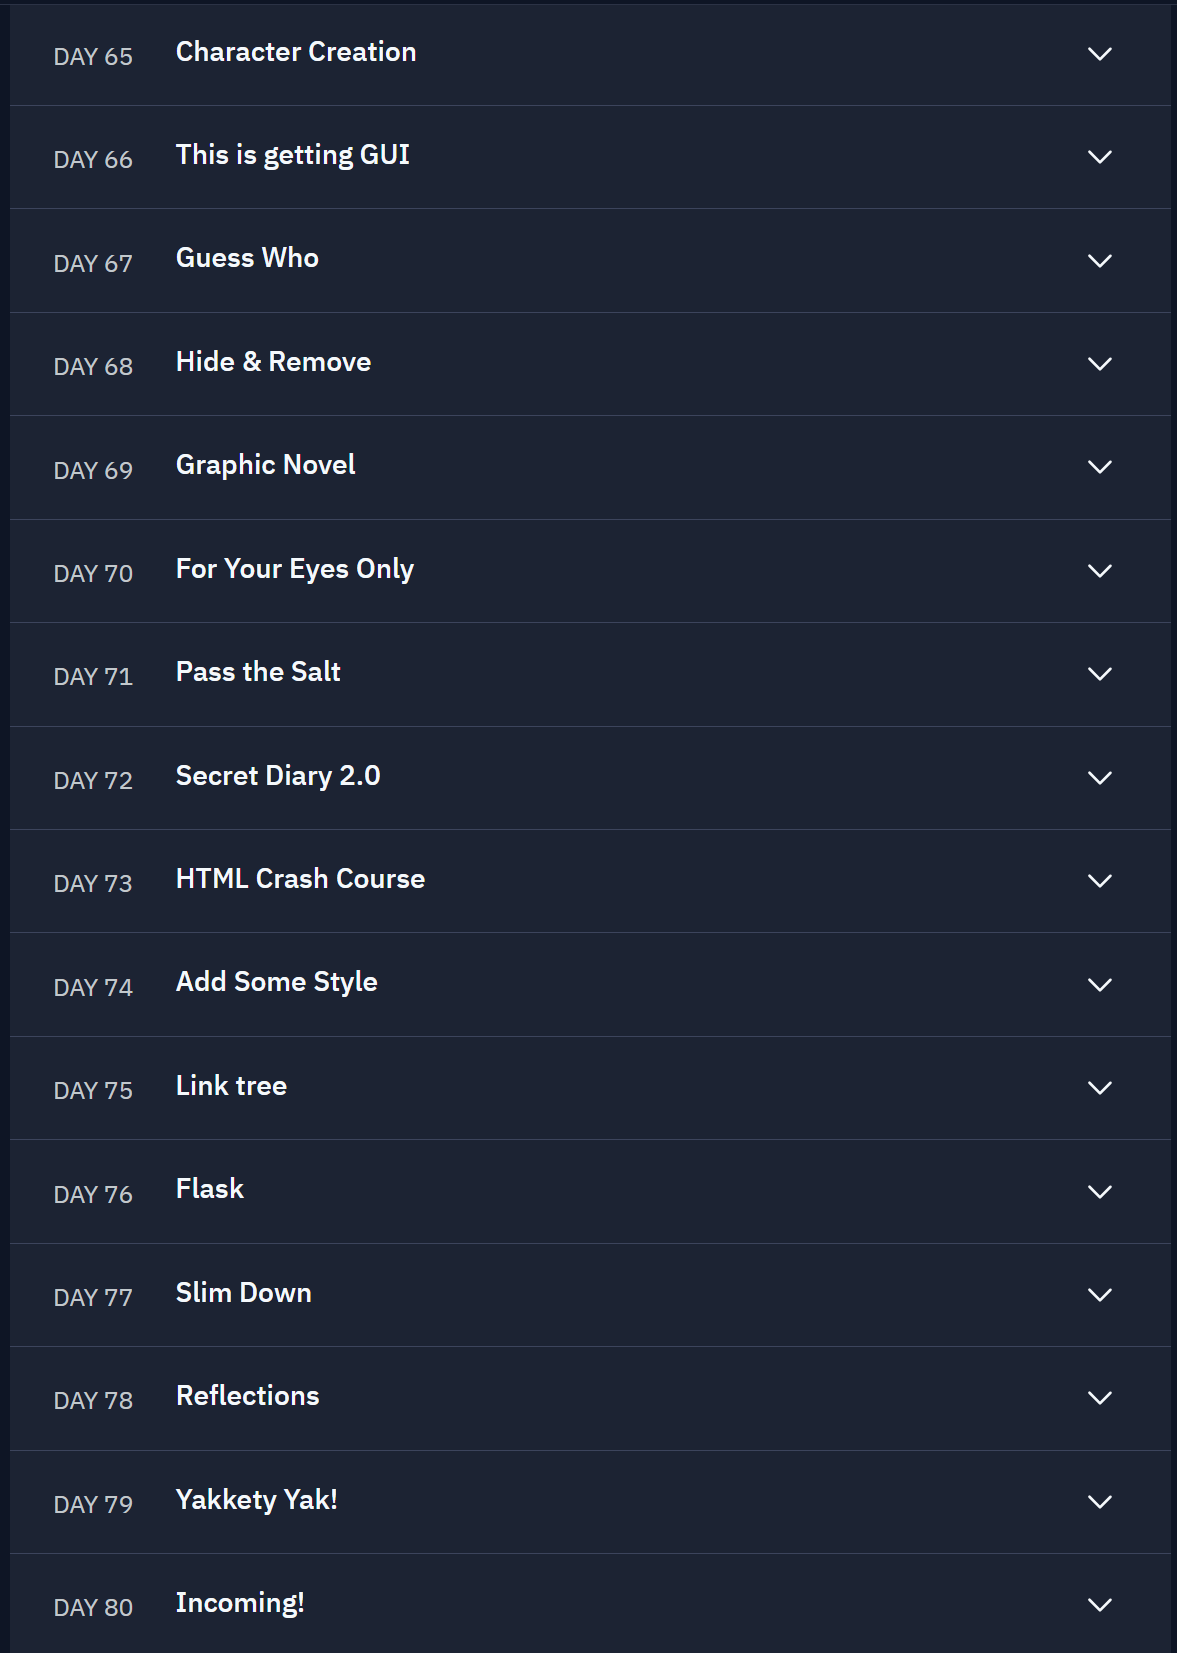 DAY 65 Character Creation
DAY 66 This is getting GUI
DAY 67 Guess Who
DAY 68 Hide & Remove
DAY 69 Graphic Novel
DAY 70 For Your Eyes Only
DAY 71 Pass the Salt
DAY 72 Secret Diary 2.0
DAY 73 HTML Crash Course
DAY 74 Add Some Style
DAY 75 Link tree
DAY 76 Flask
DAY 77 Slim Down
DAY 78 Reflections
DAY 79 Yakkety Yak!
DAY 80 Incoming!